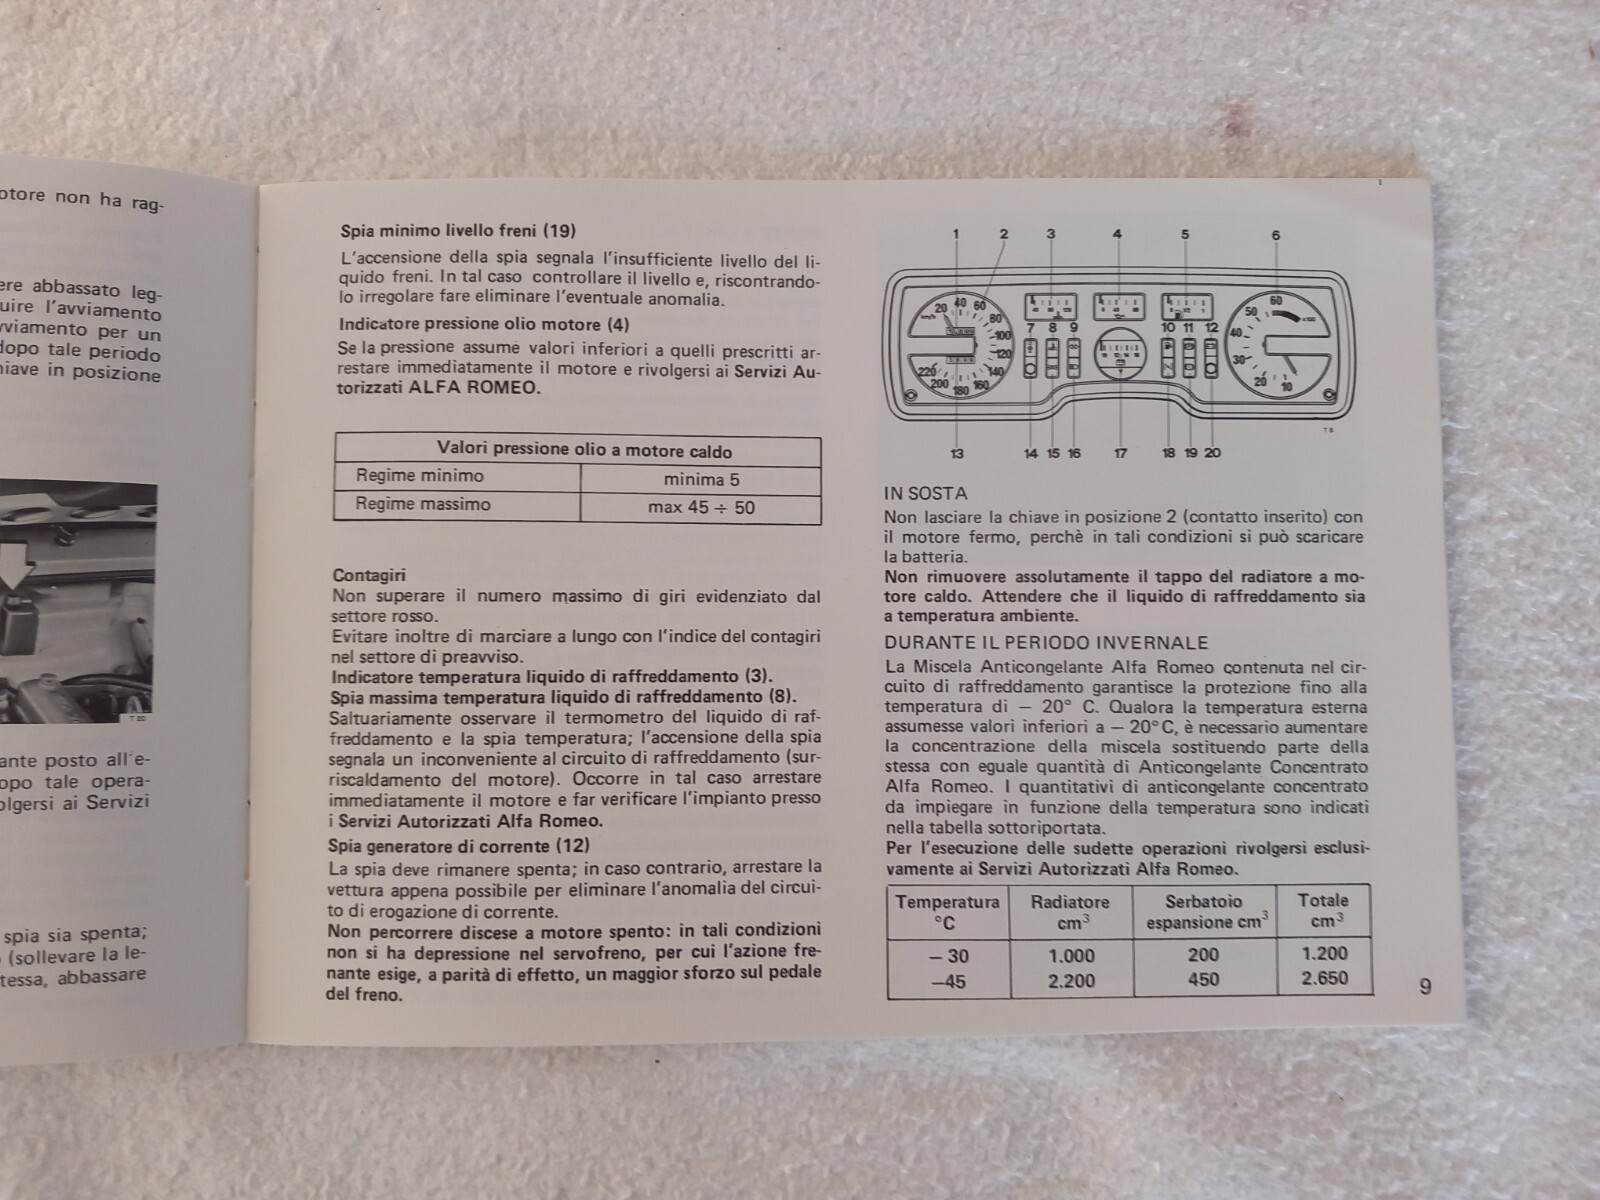 otore non ha rag-
ere abbassato leg-
uire l'avviamento
vviamento per un
dopo tale periodo
hiave in posizione
T 20
ante posto all'e-
opo tale opera-
olgersi ai Servizi
spia sia spenta;
(sollevare la le-
tessa, abbassare
Spia minimo livello freni (19)
L'accensione della spia segnala l'insufficiente livello del li-
quido freni. In tal caso controllare il livello e, riscontrando-
lo irregolare fare eliminare l'eventuale anomalia.
Indicatore pressione olio motore (4)
Se la pressione assume valori inferiori a quelli prescritti ar-
restare immediatamente il motore e rivolgersi ai Servizi Au-
torizzati ALFA ROMEO.
Valori pressione olio a motore caldo
Regime minimo minima 5
Regime massimo max 45 ÷ 50
Contagiri
Non superare il numero massimo di giri evidenziato dal
settore rosso.
Evitare inoltre di marciare a lungo con l'indice del contagiri
nel settore di preavviso.
Indicatore temperatura liquido di raffreddamento (3).
Spia massima temperatura liquido di raffreddamento (8).
Saltuariamente osservare il termometro del liquido di raf-
freddamento e la spia temperatura; l'accensione della spia
segnala un inconveniente al circuito di raffreddamento (sur-
riscaldamento del motore). Occorre in tal caso arrestare
immediatamente il motore e far verificare l'impianto presso
i Servizi Autorizzati Alfa Romeo.
Spia generatore di corrente (12)
La spia deve rimanere spenta; in caso contrario, arrestare la
vettura appena possibile per eliminare l'anomalia del circui-
to di erogazione di corrente.
Non percorrere discese a motore spento: in tali condizioni
non si ha depressione nel servofreno, per cui l'azione fre-
nante esige, a parità di effetto, un maggior sforzo sul pedale
del freno.
1 2 3 4 5 6
20 40 60 80 100 120 140 160 180 200 220
km/h
7 8 9 10 11 12
10 20 30 40 50 60
13 14 15 16 17 18 19 20
T 8
IN SOSTA
Non lasciare la chiave in posizione 2 (contatto inserito) con
il motore fermo, perchè in tali condizioni si può scaricare
la batteria.
Non rimuovere assolutamente il tappo del radiatore a mo-
tore caldo. Attendere che il liquido di raffreddamento sia
a temperatura ambiente.
DURANTE IL PERIODO INVERNALE
La Miscela Anticongelante Alfa Romeo contenuta nel cir-
cuito di raffreddamento garantisce la protezione fino alla
temperatura di – 20° C. Qualora la temperatura esterna
assumesse valori inferiori a – 20°C, è necessario aumentare
la concentrazione della miscela sostituendo parte della
stessa con eguale quantità di Anticongelante Concentrato
Alfa Romeo. I quantitativi di anticongelante concentrato
da impiegare in funzione della temperatura sono indicati
nella tabella sottoriportata.
Per l'esecuzione delle sudette operazioni rivolgersi esclusi-
vamente ai Servizi Autorizzati Alfa Romeo.
Temperatura Radiatore Serbatoio Totale
°C cm³ espansione cm³ cm³
– 30 1.000 200 1.200
–45 2.200 450 2.650
9